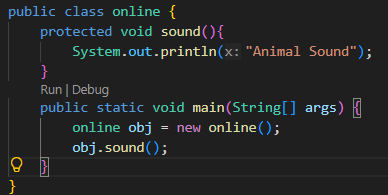 public class online {
protected void sound(){
System.out.println(x: "Animal Sound");
}
Run | Debug
public static void main(String[] args) {
online obj = new online();
obj.sound();
}
}